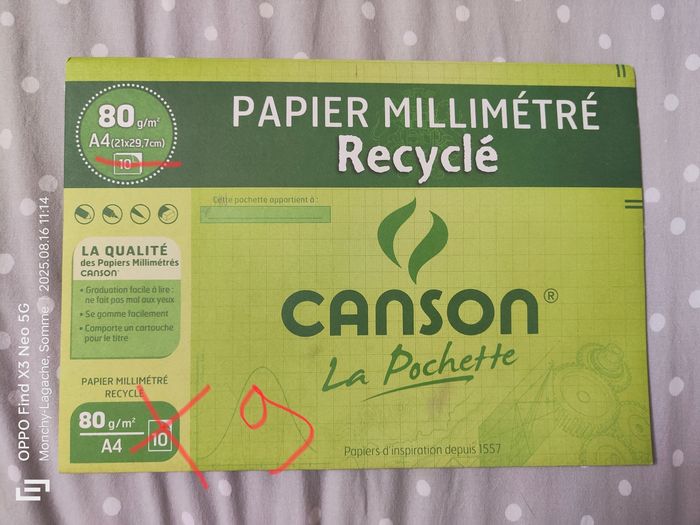 80 g/m²
A4 (21x29,7cm)
10
PAPIER MILLIMÉTRÉ
Recyclé
Cette pochette appartient à :
LA QUALITÉ
des Papiers Millimétrés
CANSON®
• Graduation facile à lire :
ne fait pas mal aux yeux
• Se gomme facilement
• Comporte un cartouche
pour le titre
CANSON®
La Pochette
PAPIER MILLIMÉTRÉ
RECYCLÉ
80 g/m²
A4
10
9
Papiers d'inspiration depuis 1557
OPPO Find X3 Neo 5G
Monchy-Lagache, Somme 2025.08.16 11:14